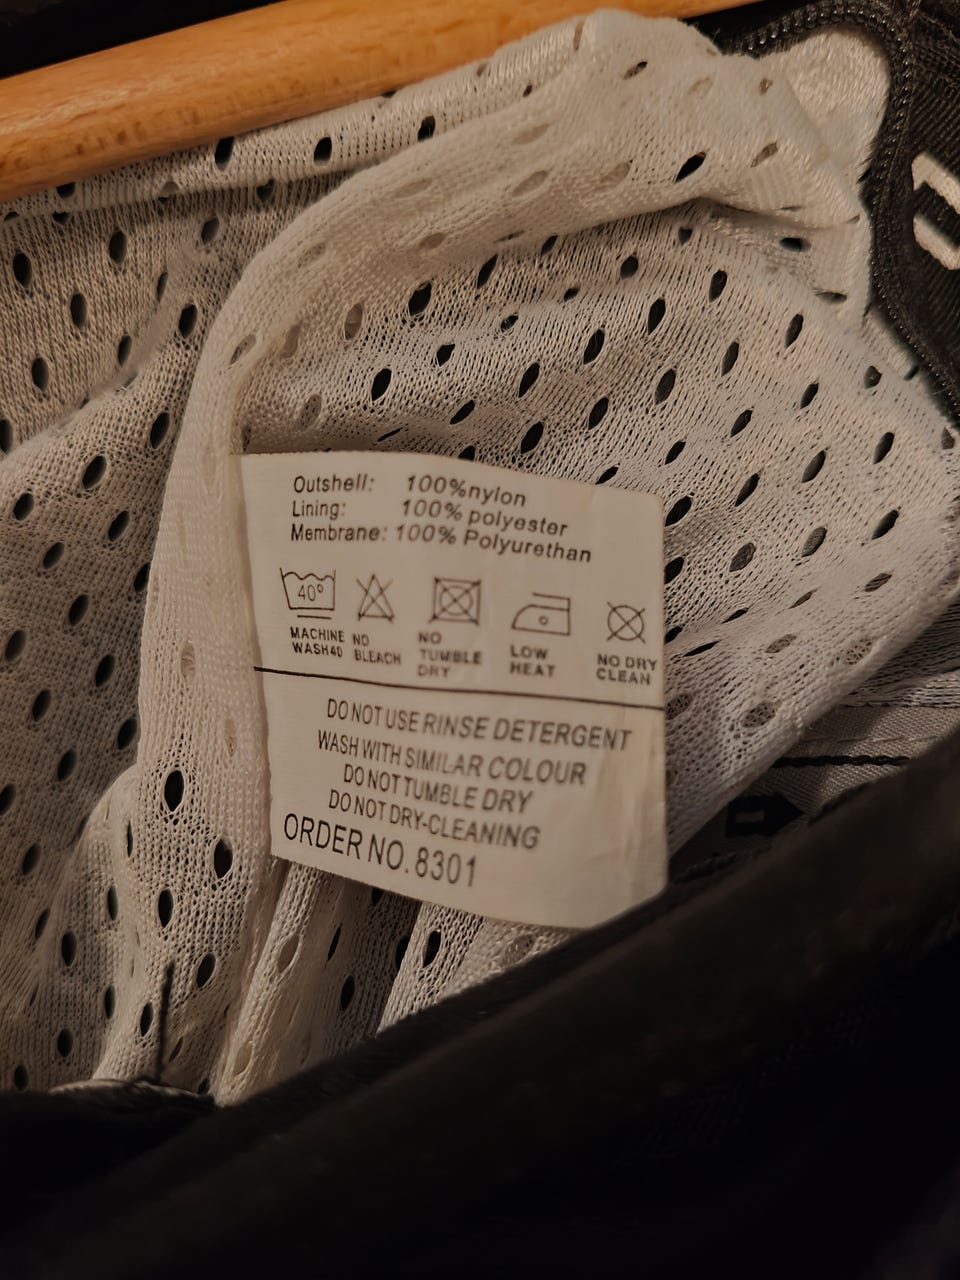 Outshell: 100%nylon
Lining: 100% polyester
Membrane: 100% Polyurethan
40°
MACHINE WASH40
NO BLEACH
NO TUMBLE DRY
LOW HEAT
NO DRY CLEAN
DO NOT USE RINSE DETERGENT
WASH WITH SIMILAR COLOUR
DO NOT TUMBLE DRY
DO NOT DRY-CLEANING
ORDER NO. 8301